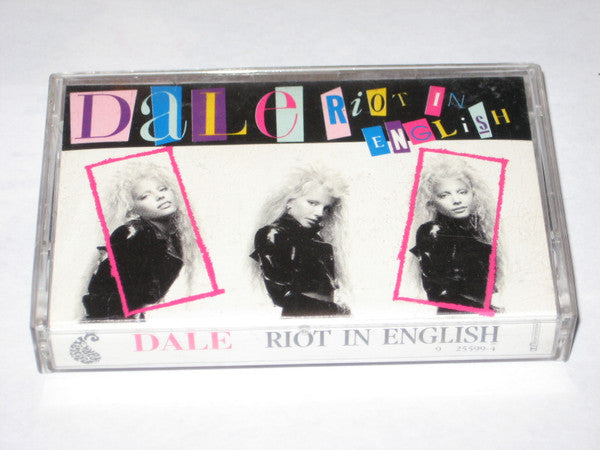 DaLe RiOT IN
ENGLiSH
DALE RIOT IN ENGLISH
9 25599-4